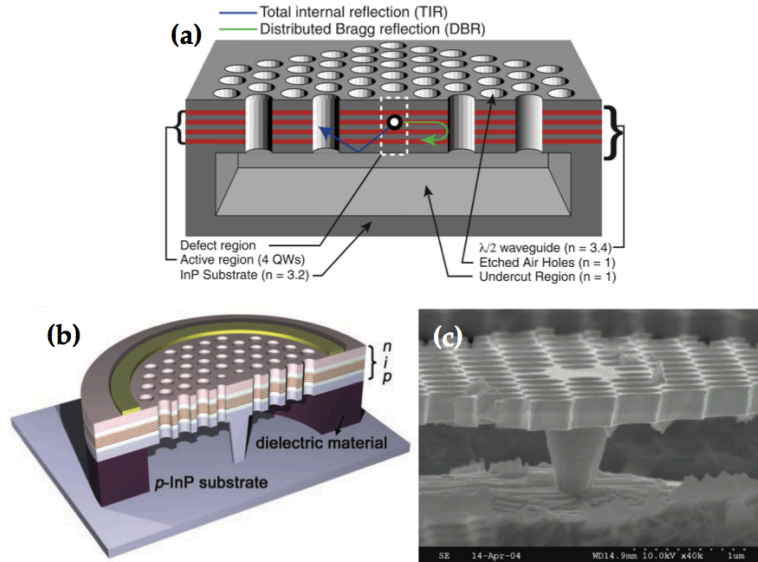 Total internal reflection (TIR)
Distributed Bragg reflection (DBR)
(a)
Defect region
Active region (4 QWs)
InP Substrate (n = 3.2)
λ/2 waveguide (n = 3.4)
Etched Air Holes (n = 1)
Undercut Region (n = 1)
(b)
n
i
p
dielectric material
p-InP substrate
(c)
SE 14-Apr-04 WD14.9mm 10.0kV x40k 1um